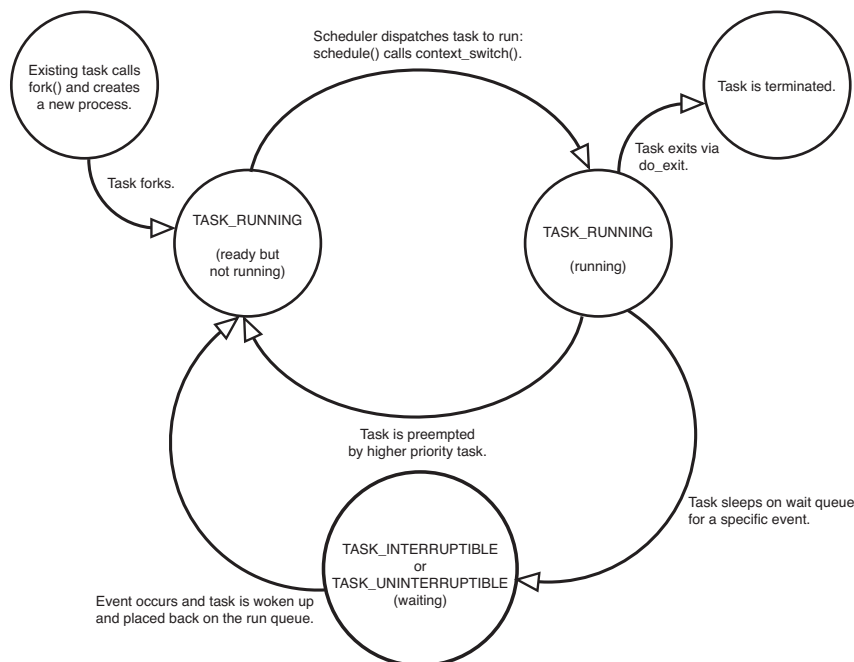 Scheduler dispatches task to run:
schedule() calls context_switch().
Existing task calls
fork() and creates
a new process.
Task is terminated.
Task exits via
do_exit.
Task forks.
TASK_RUNNING
(ready but
not running)
TASK_RUNNING
(running)
Task is preempted
by higher priority task.
Task sleeps on wait queue
for a specific event.
TASK_INTERRUPTIBLE
or
TASK_UNINTERRUPTIBLE
(waiting)
Event occurs and task is woken up
and placed back on the run queue.